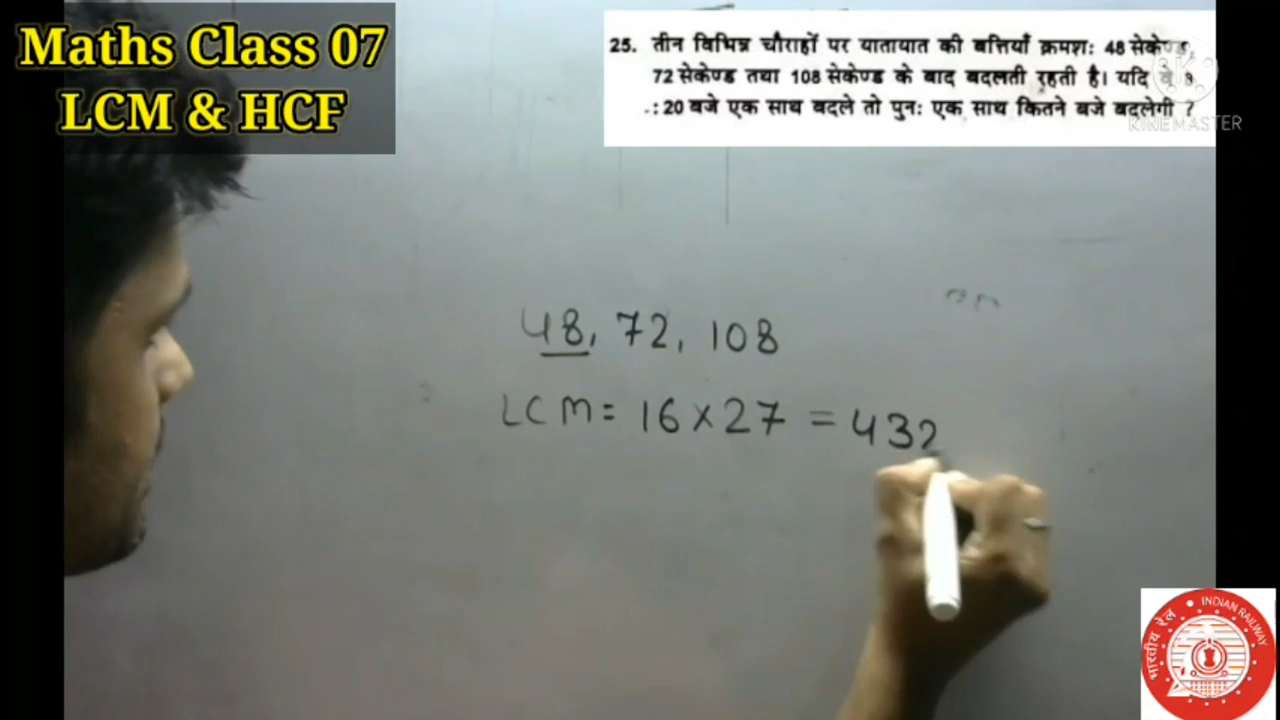 Maths Class 07
LCM & HCF
25. तीन विभिन्न चौराहों पर यातायात की बत्तियाँ क्रमशः 48 सेकेण्ड,
72 सेकेण्ड तथा 108 सेकेण्ड के बाद बदलती रहती है। यदि वे 8
.: 20 बजे एक साथ बदले तो पुनः एक साथ कितने बजे बदलेगी ?
KINEMASTER
48, 72, 108
LCM = 16 × 27 = 432
INDIAN RAILWAY
भारतीय रेल